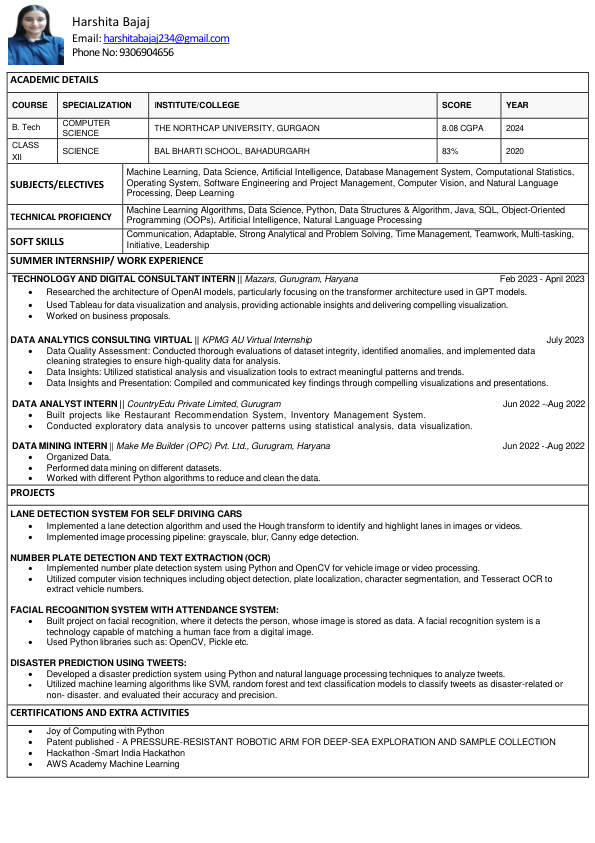 Harshita Bajaj
Email: harshitabajaj234@gmail.com
Phone No: 9306904656
ACADEMIC DETAILS
COURSE SPECIALIZATION INSTITUTE/COLLEGE SCORE YEAR
B. Tech COMPUTER SCIENCE THE NORTHCAP UNIVERSITY, GURGAON 8.08 CGPA 2024
CLASS XII SCIENCE BAL BHARTI SCHOOL, BAHADURGARH 83% 2020
SUBJECTS/ELECTIVES
Machine Learning, Data Science, Artificial Intelligence, Database Management System, Computational Statistics,
Operating System, Software Engineering and Project Management, Computer Vision, and Natural Language
Processing, Deep Learning
TECHNICAL PROFICIENCY
Machine Learning Algorithms, Data Science, Python, Data Structures & Algorithm, Java, SQL, Object-Oriented
Programming (OOPs), Artificial Intelligence, Natural Language Processing
SOFT SKILLS
Communication, Adaptable, Strong Analytical and Problem Solving, Time Management, Teamwork, Multi-tasking,
Initiative, Leadership
SUMMER INTERNSHIP/ WORK EXPERIENCE
TECHNOLOGY AND DIGITAL CONSULTANT INTERN || Mazars, Gurugram, Haryana Feb 2023 - April 2023
• Researched the architecture of OpenAI models, particularly focusing on the transformer architecture used in GPT models.
• Used Tableau for data visualization and analysis, providing actionable insights and delivering compelling visualization.
• Worked on business proposals.
DATA ANALYTICS CONSULTING VIRTUAL || KPMG AU Virtual Internship July 2023
• Data Quality Assessment: Conducted thorough evaluations of dataset integrity, identified anomalies, and implemented data
cleaning strategies to ensure high-quality data for analysis.
• Data Insights: Utilized statistical analysis and visualization tools to extract meaningful patterns and trends.
• Data Insights and Presentation: Compiled and communicated key findings through compelling visualizations and presentations.
DATA ANALYST INTERN || CountryEdu Private Limited, Gurugram Jun 2022 --Aug 2022
• Built projects like Restaurant Recommendation System, Inventory Management System.
• Conducted exploratory data analysis to uncover patterns using statistical analysis, data visualization.
DATA MINING INTERN || Make Me Builder (OPC) Pvt. Ltd., Gurugram, Haryana Jun 2022 --Aug 2022
• Organized Data.
• Performed data mining on different datasets.
• Worked with different Python algorithms to reduce and clean the data.
PROJECTS
LANE DETECTION SYSTEM FOR SELF DRIVING CARS
• Implemented a lane detection algorithm and used the Hough transform to identify and highlight lanes in images or videos.
• Implemented image processing pipeline: grayscale, blur, Canny edge detection.
NUMBER PLATE DETECTION AND TEXT EXTRACTION (OCR)
• Implemented number plate detection system using Python and OpenCV for vehicle image or video processing.
• Utilized computer vision techniques including object detection, plate localization, character segmentation, and Tesseract OCR to
extract vehicle numbers.
FACIAL RECOGNITION SYSTEM WITH ATTENDANCE SYSTEM:
• Built project on facial recognition, where it detects the person, whose image is stored as data. A facial recognition system is a
technology capable of matching a human face from a digital image.
• Used Python libraries such as: OpenCV, Pickle etc.
DISASTER PREDICTION USING TWEETS:
• Developed a disaster prediction system using Python and natural language processing techniques to analyze tweets.
• Utilized machine learning algorithms like SVM, random forest and text classification models to classify tweets as disaster-related or
non- disaster. and evaluated their accuracy and precision.
CERTIFICATIONS AND EXTRA ACTIVITIES
• Joy of Computing with Python
• Patent published - A PRESSURE-RESISTANT ROBOTIC ARM FOR DEEP-SEA EXPLORATION AND SAMPLE COLLECTION
• Hackathon -Smart India Hackathon
• AWS Academy Machine Learning